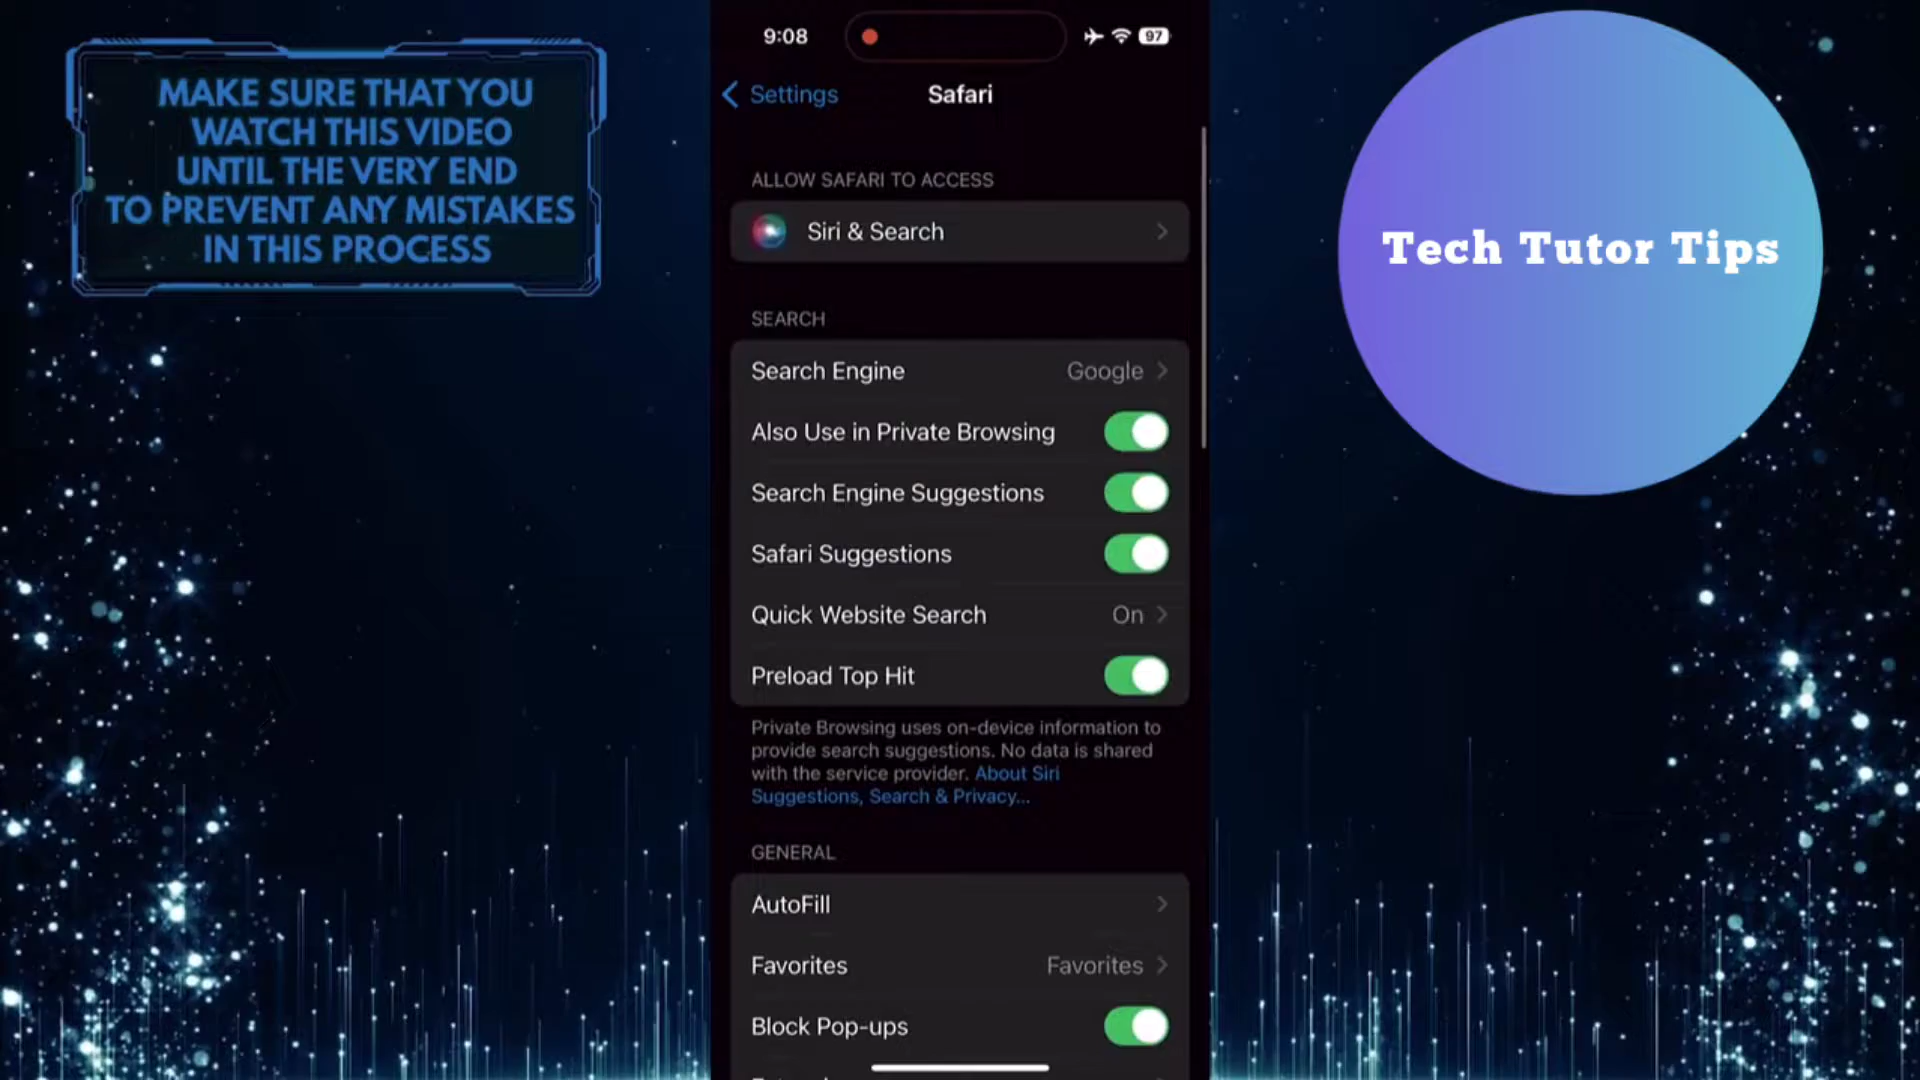 MAKE SURE THAT YOU
WATCH THIS VIDEO
UNTIL THE VERY END
TO PREVENT ANY MISTAKES
IN THIS PROCESS
9:08
97
Settings
Safari
ALLOW SAFARI TO ACCESS
Siri & Search
SEARCH
Search Engine Google
Also Use in Private Browsing
Search Engine Suggestions
Safari Suggestions
Quick Website Search On
Preload Top Hit
Private Browsing uses on-device information to
provide search suggestions. No data is shared
with the service provider. About Siri
Suggestions, Search & Privacy...
GENERAL
AutoFill
Favorites Favorites
Block Pop-ups
Tech Tutor Tips